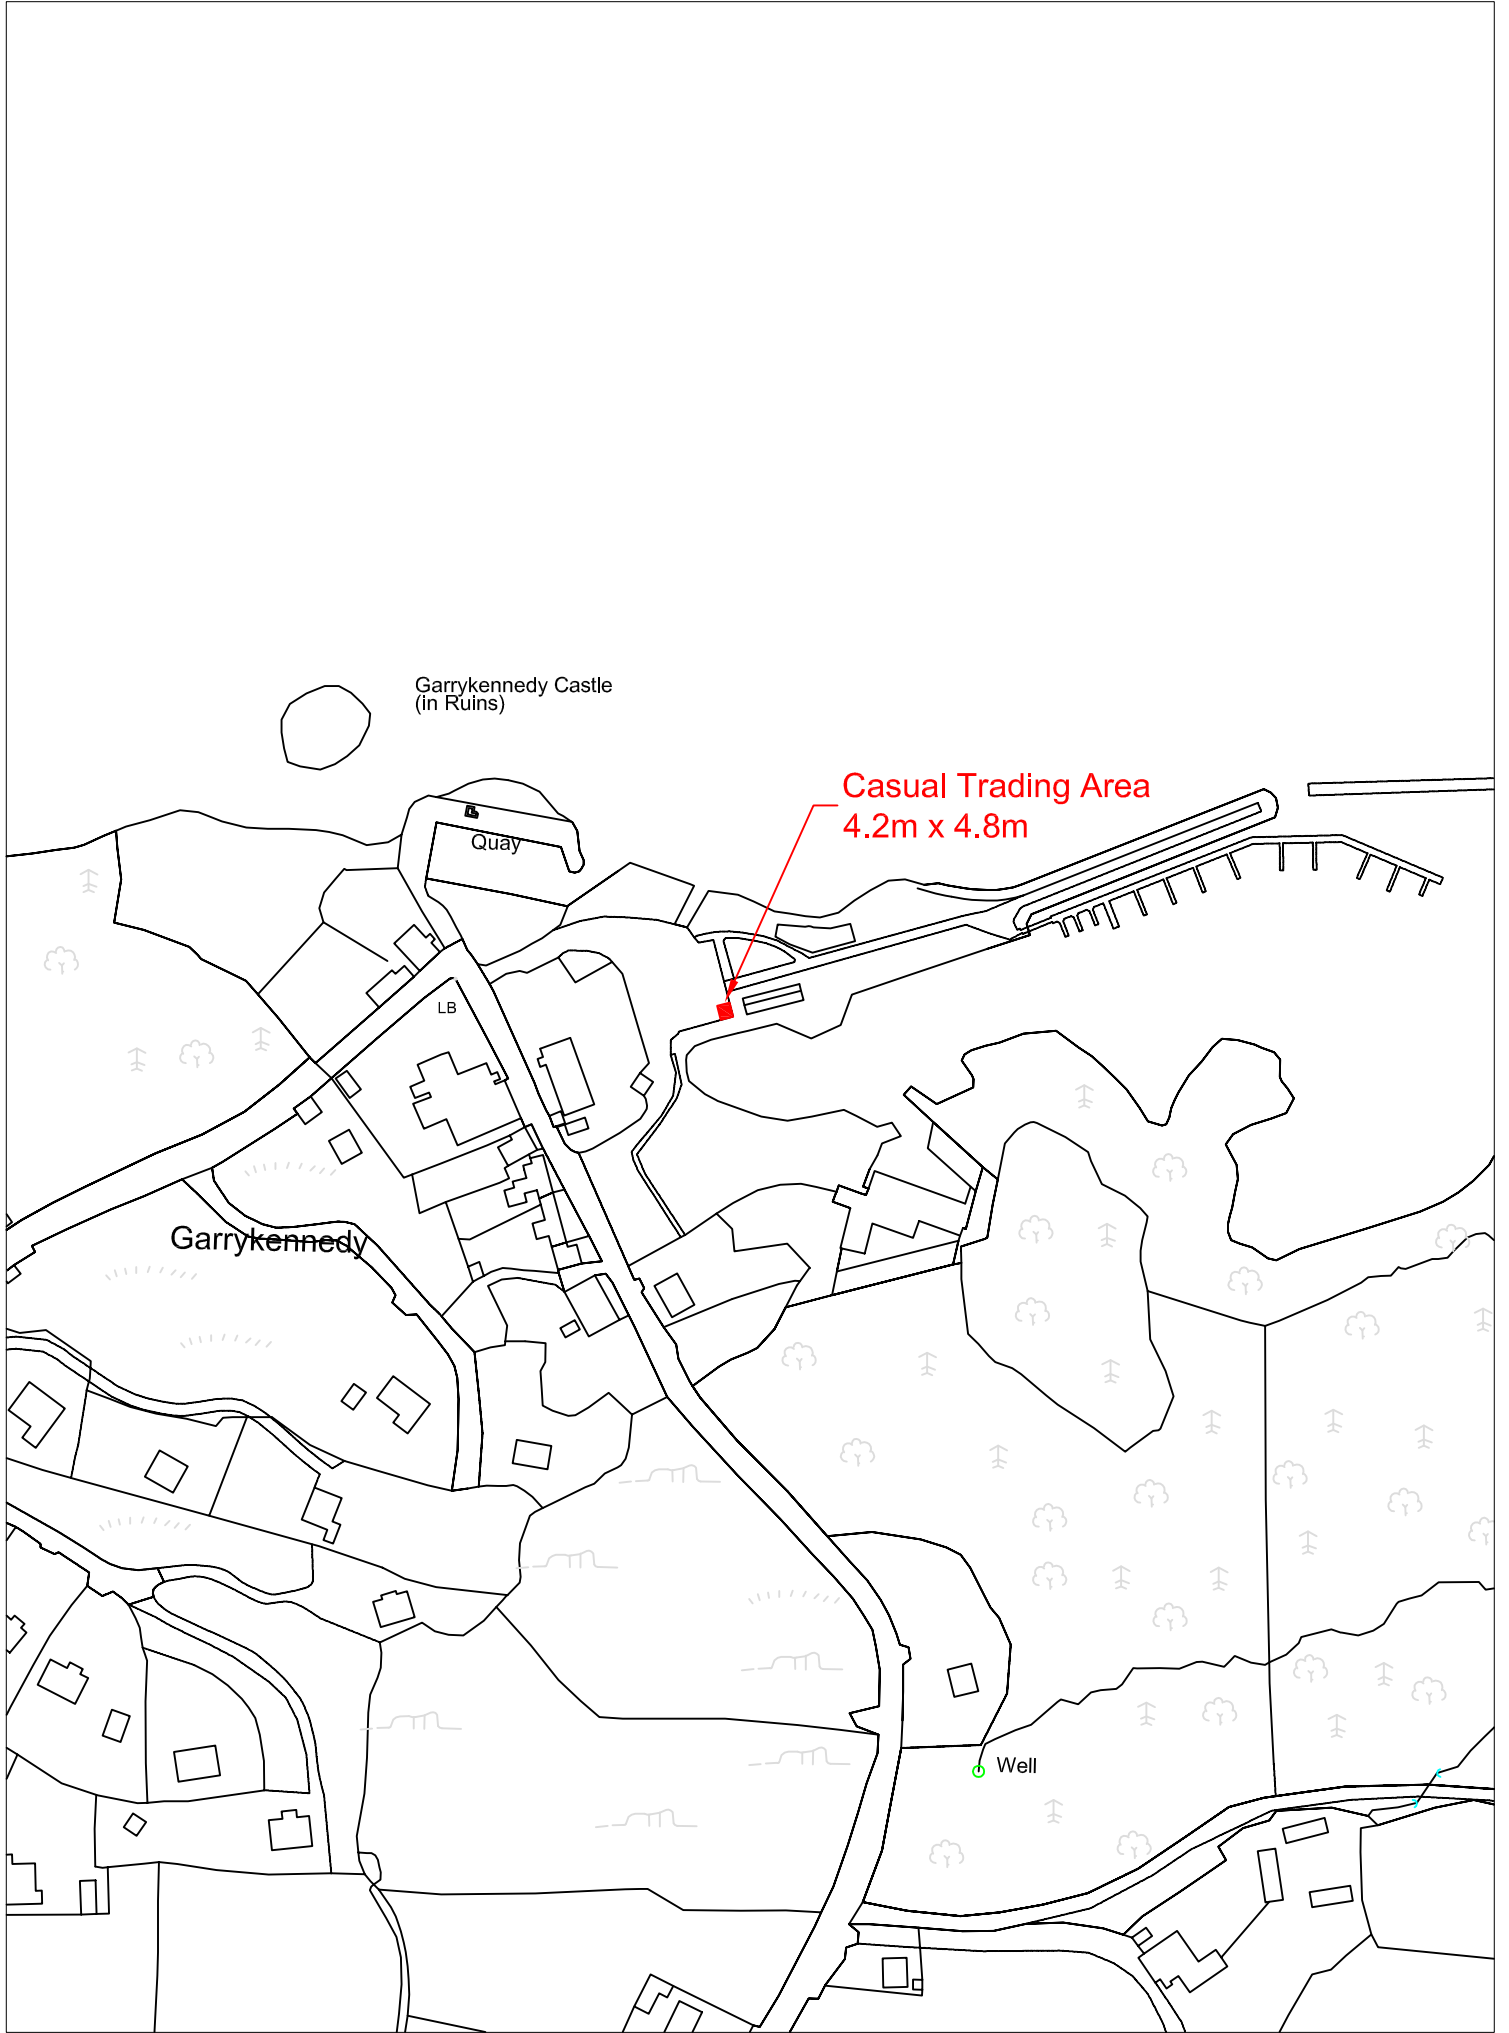 Garrykennedy Castle
(in Ruins)
Casual Trading Area
4.2m x 4.8m
Quay
LB
Garrykennedy
Well